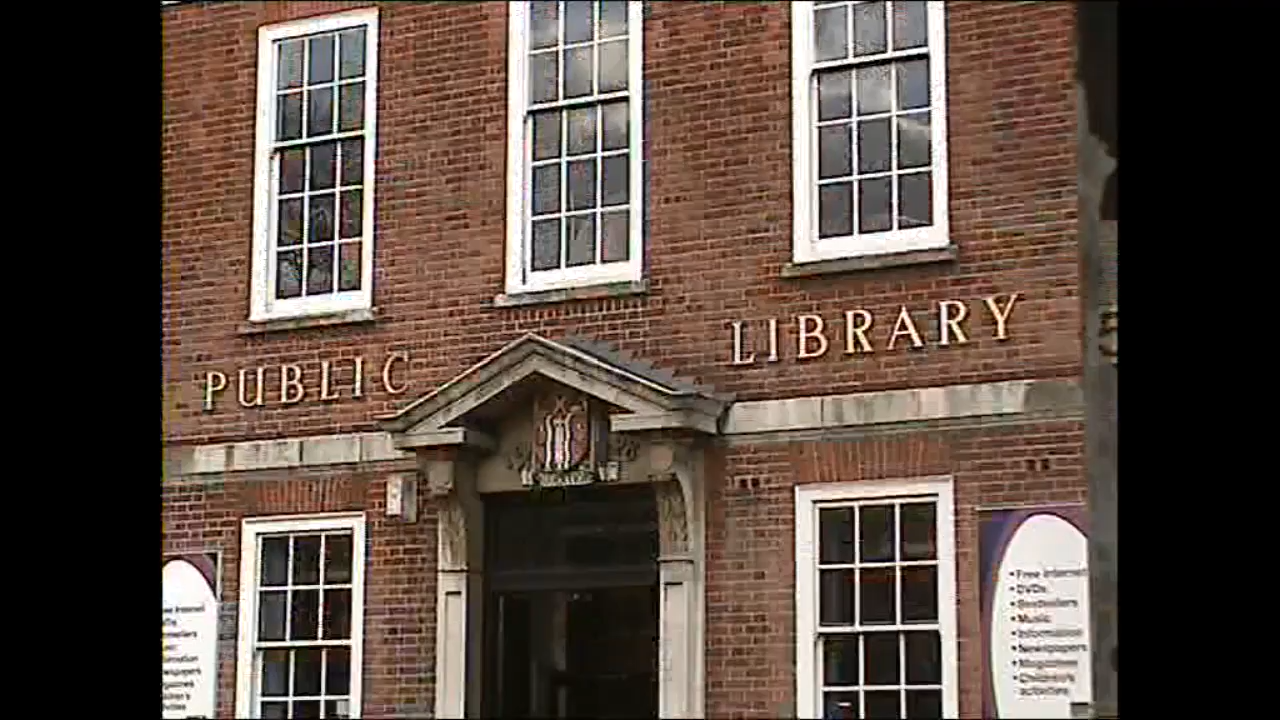 PUBLIC LIBRARY
• Free Internet
• DVDs
• Bestsellers
• Music
• Information
• Newspapers
• Magazines
• Children's
activities